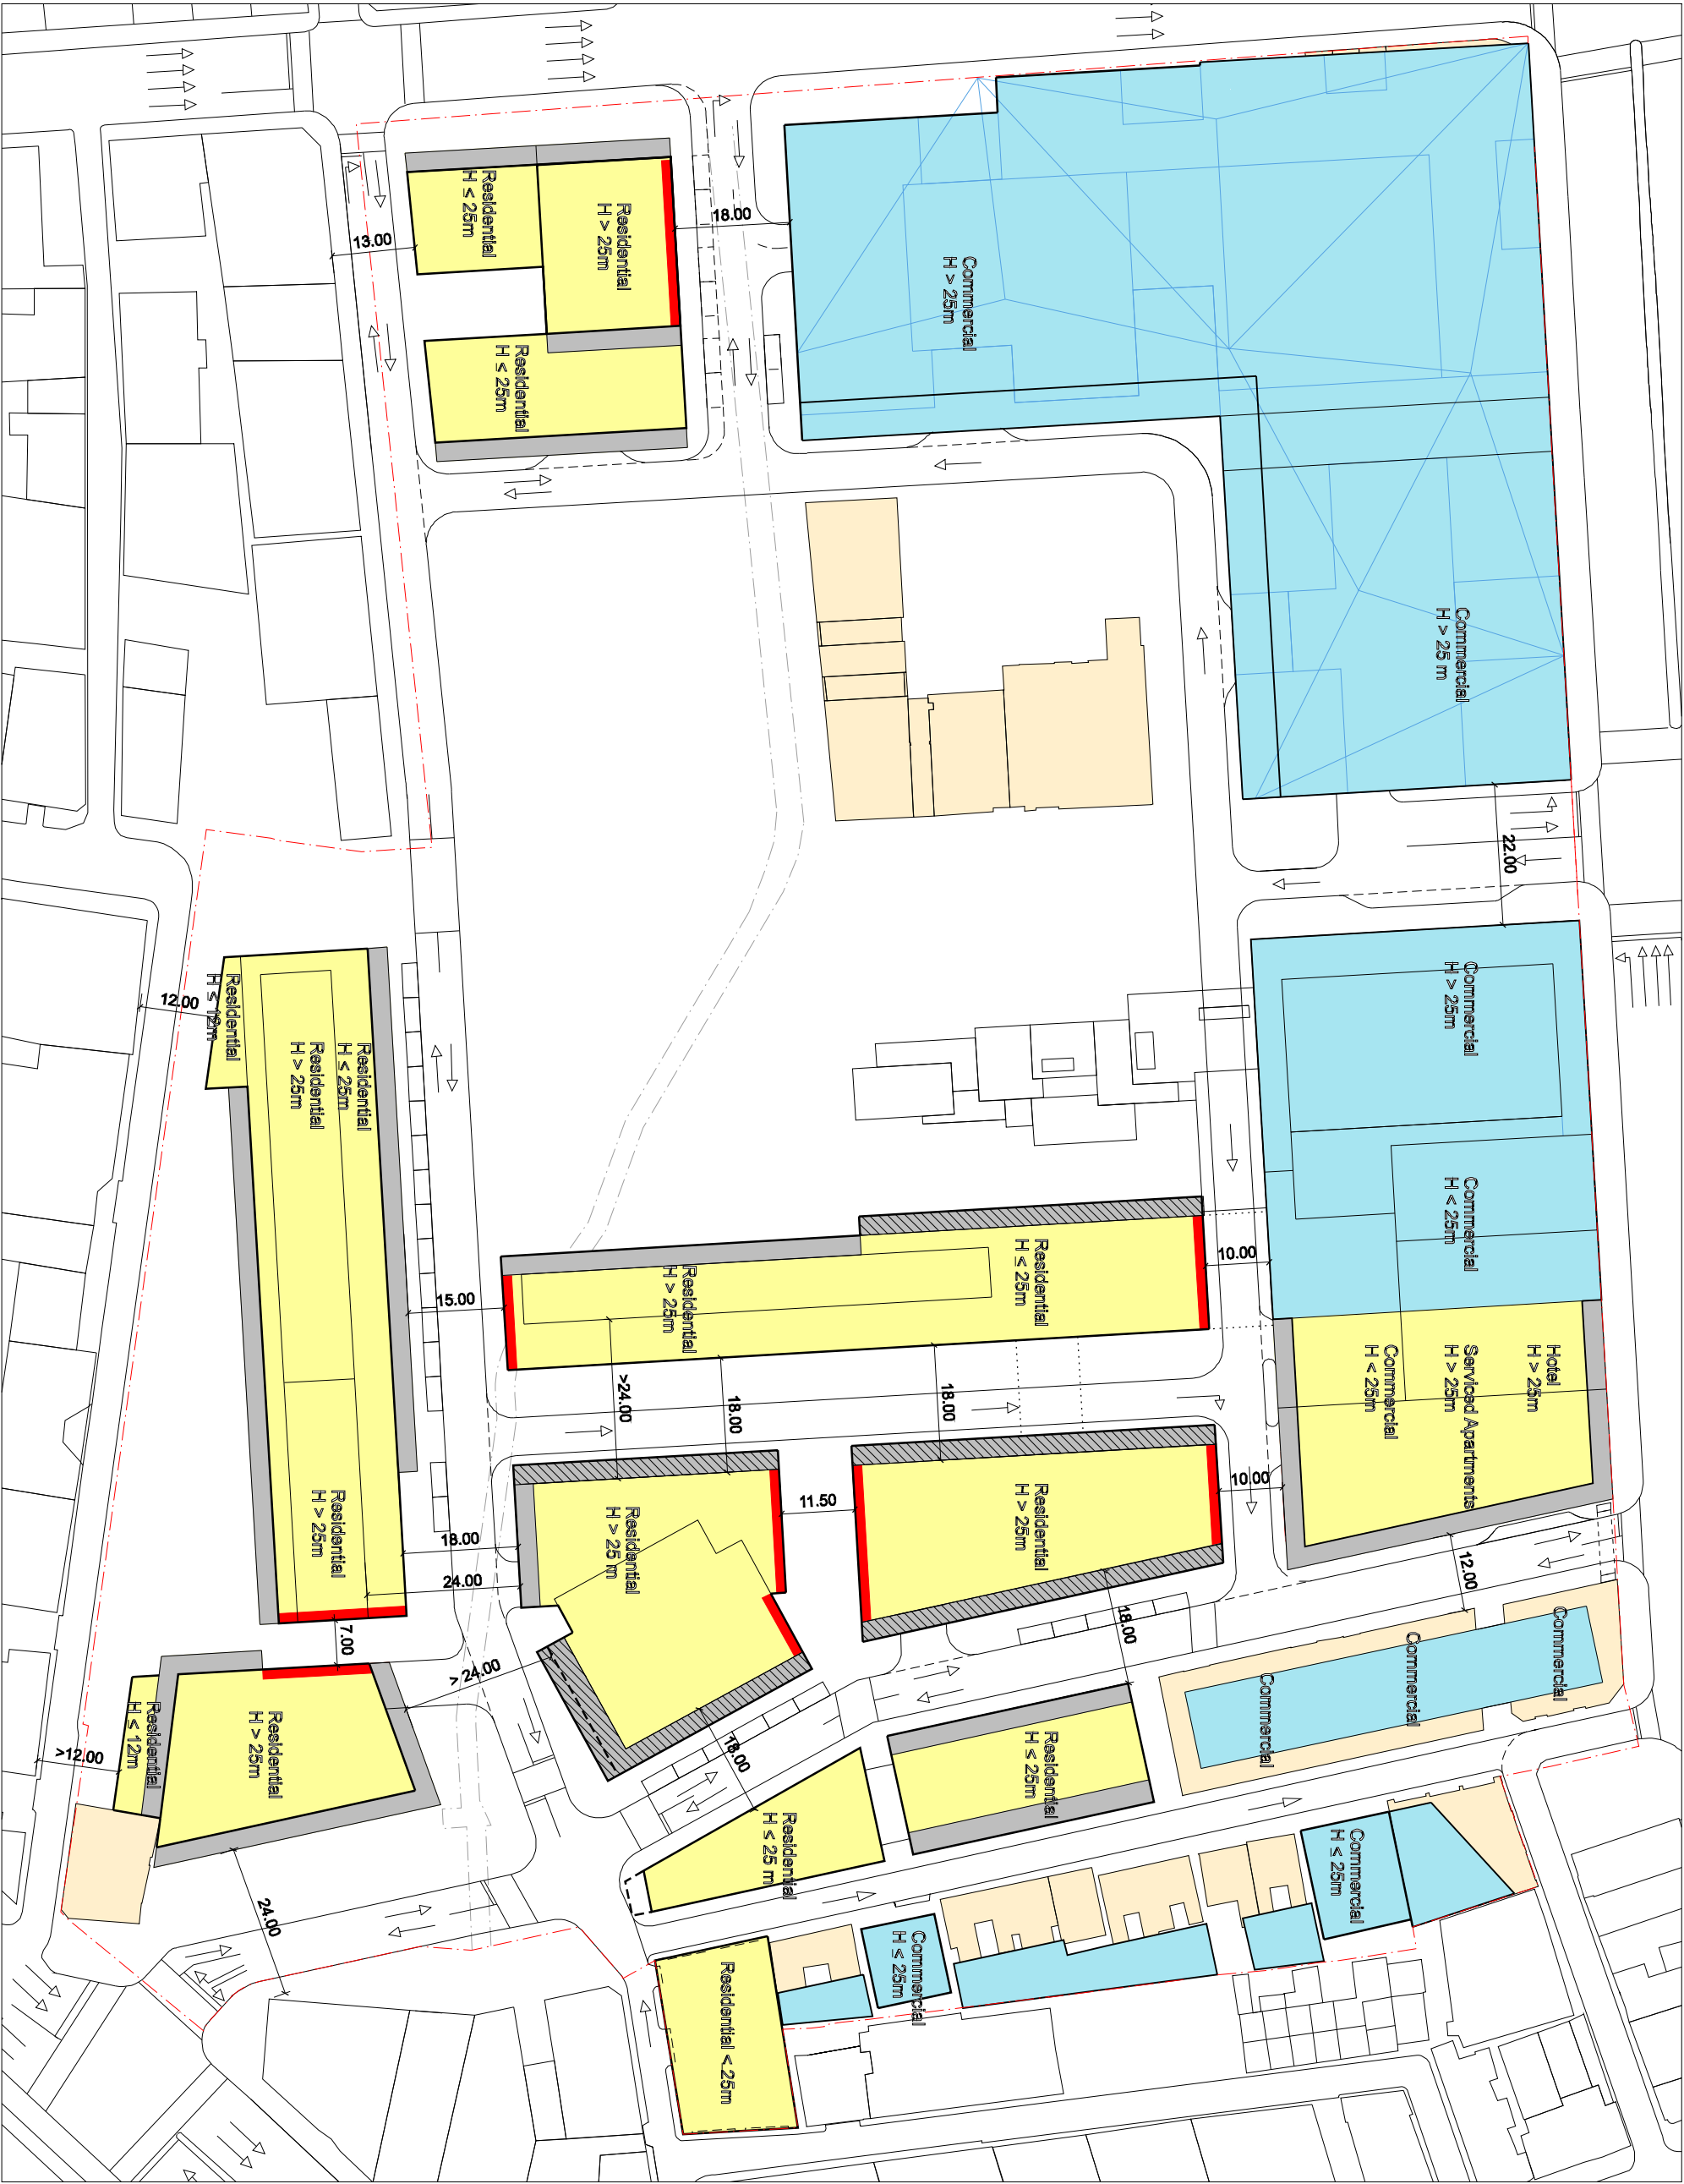 Residential
H ≤ 25m
Residential
H > 25m
18.00
13.00
Residential
H ≤ 25m
Commercial
H > 25m
Commercial
H > 25 m
22.00
Commercial
H > 25m
Commercial
H < 25m
Hotel
H > 25m
Serviced Apartments
H > 25m
Commercial
H < 25m
12.00
Residential
H ≤ 12m
Residential
H ≤ 25m
Residential
H > 25m
Residential
H > 25m
15.00
Residential
H > 25m
Residential
H ≤ 25m
10.00
>24.00
18.00
18.00
10.00
11.50
Residential
H > 25 m
Residential
H > 25m
18.00
24.00
7.00
> 24.00
18.00
18.00
12.00
Commercial
Commercial
Commercial
Residential
H ≤ 12m
>12.00
Residential
H > 25m
24.00
Residential
H ≤ 25 m
Residential
H ≤ 25m
Commercial
H ≤ 25m
Commercial
H ≤ 25m
Residential < 25m